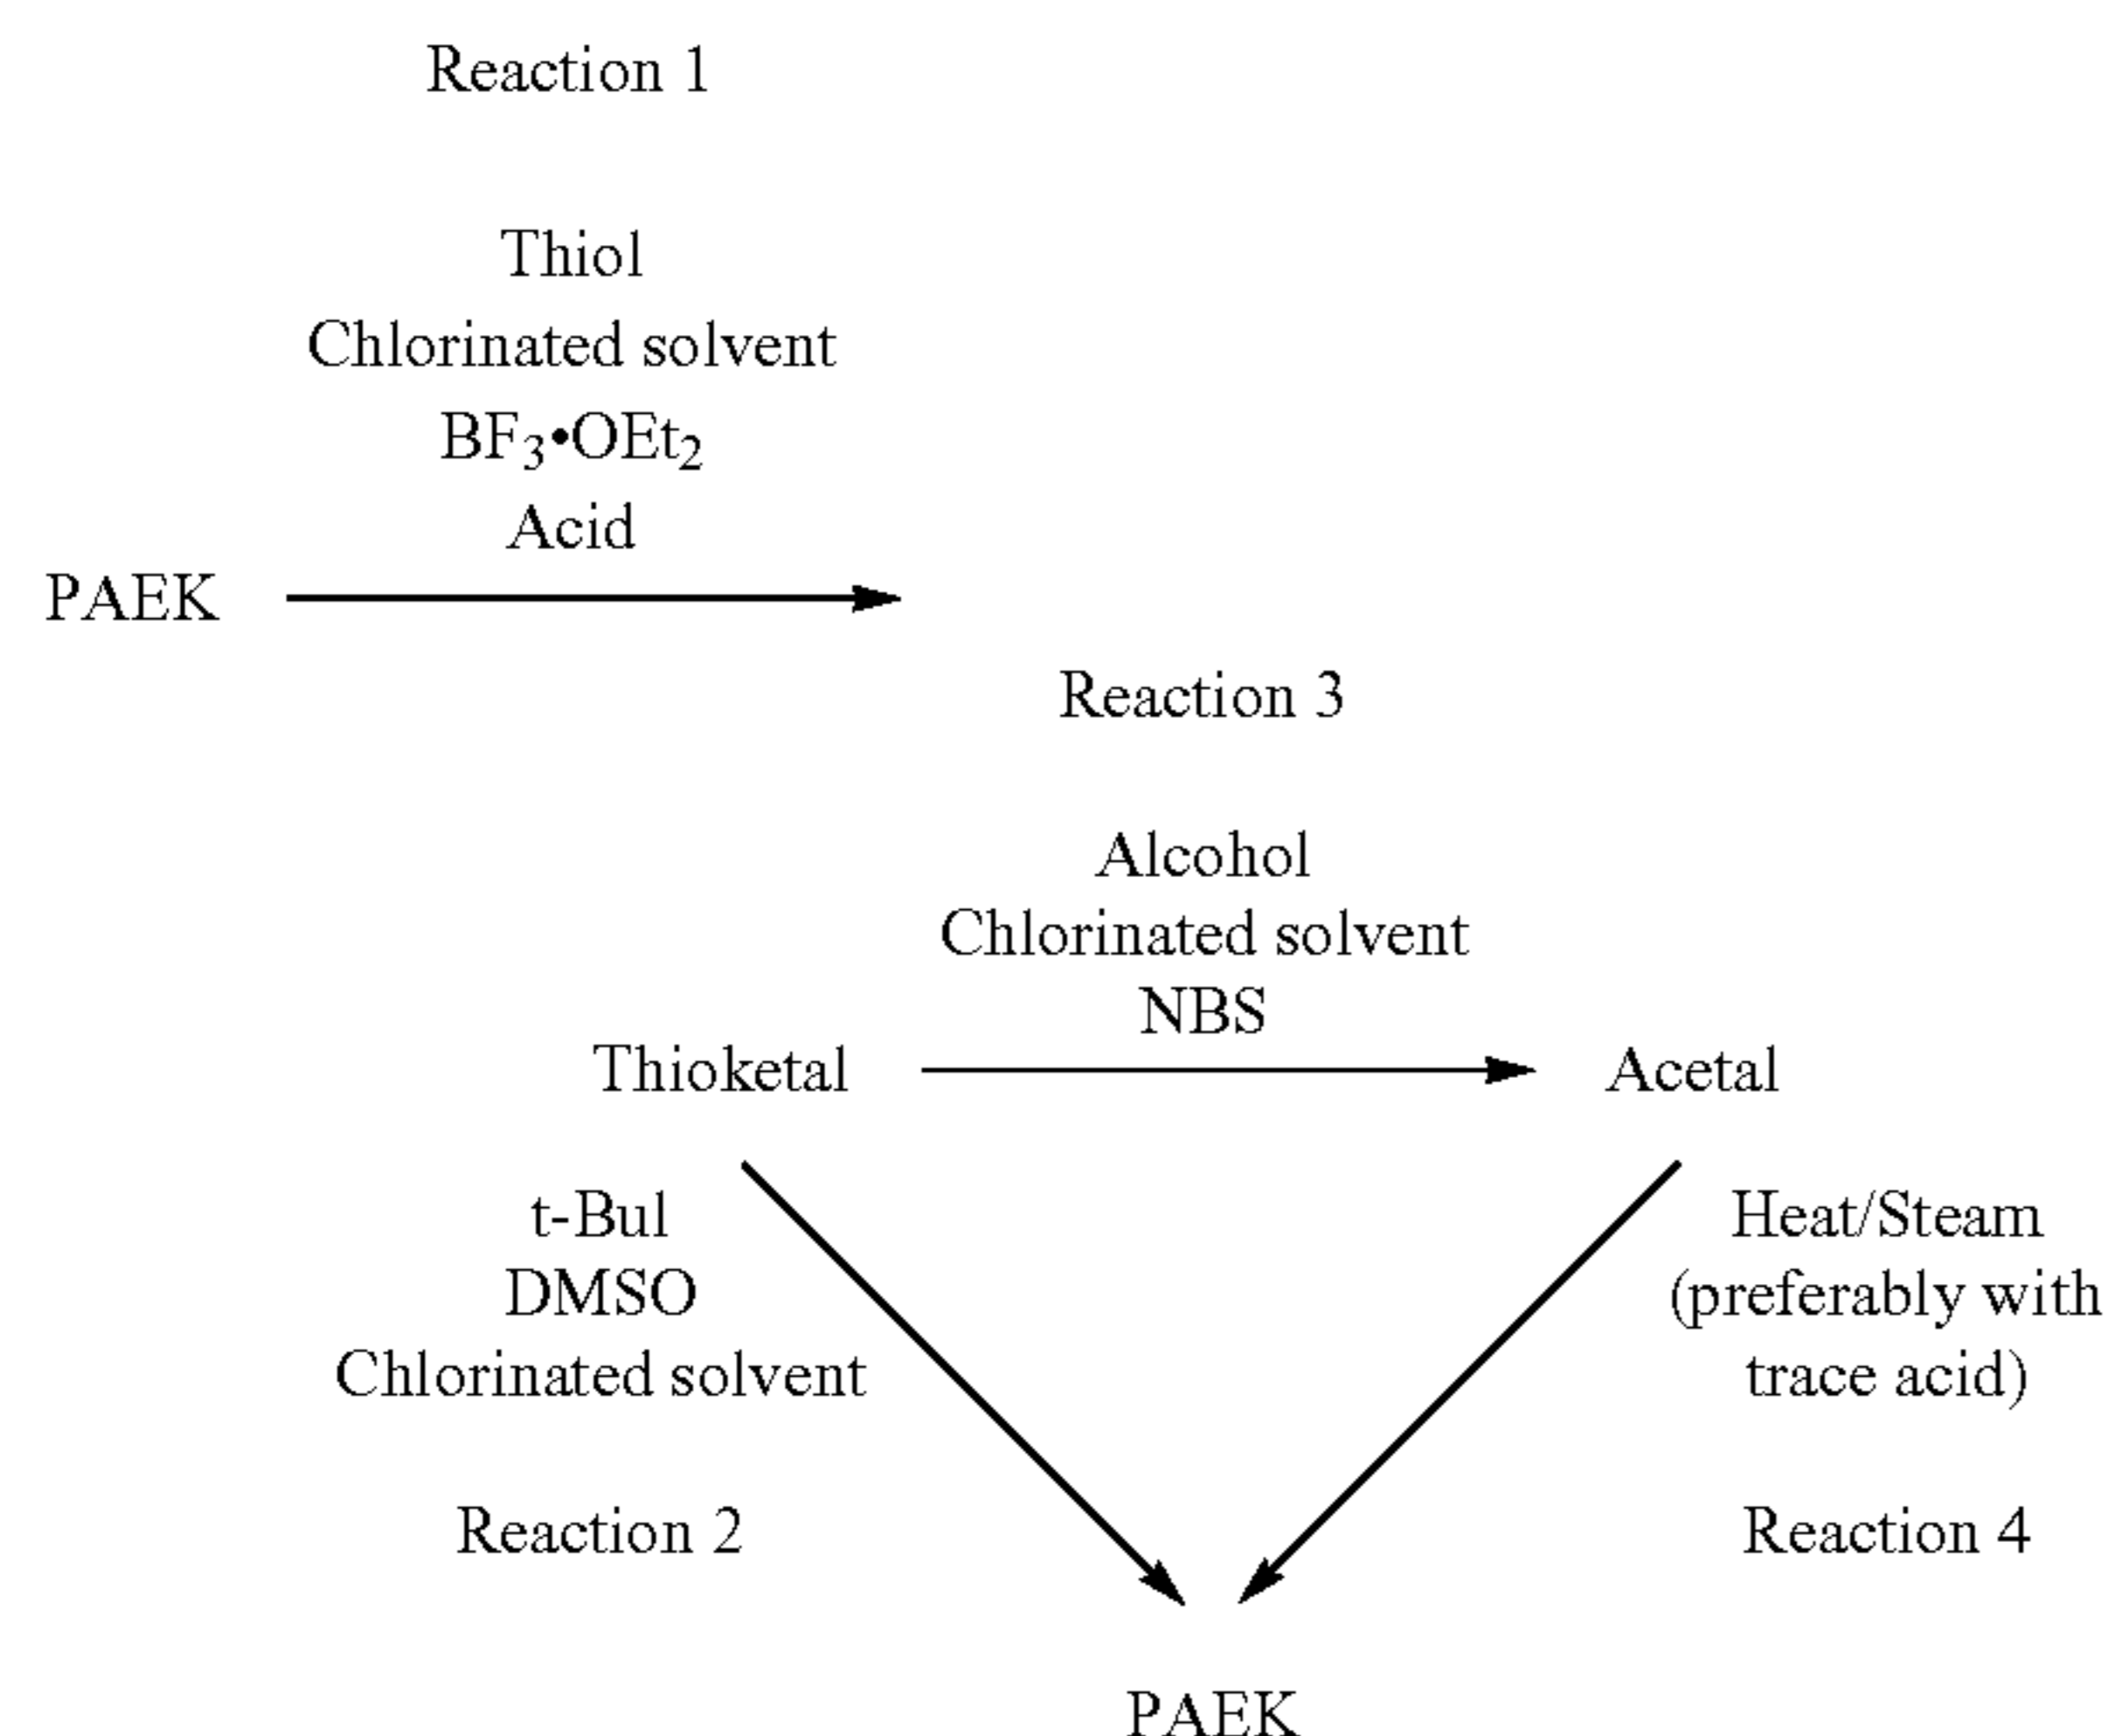 Reaction 1
Thiol
Chlorinated solvent
BF₃•OEt₂
Acid
PAEK
Reaction 3
Alcohol
Chlorinated solvent
NBS
Thioketal
Acetal
t-Bul
DMSO
Chlorinated solvent
Heat/Steam
(preferably with
trace acid)
Reaction 2
Reaction 4
PAEK